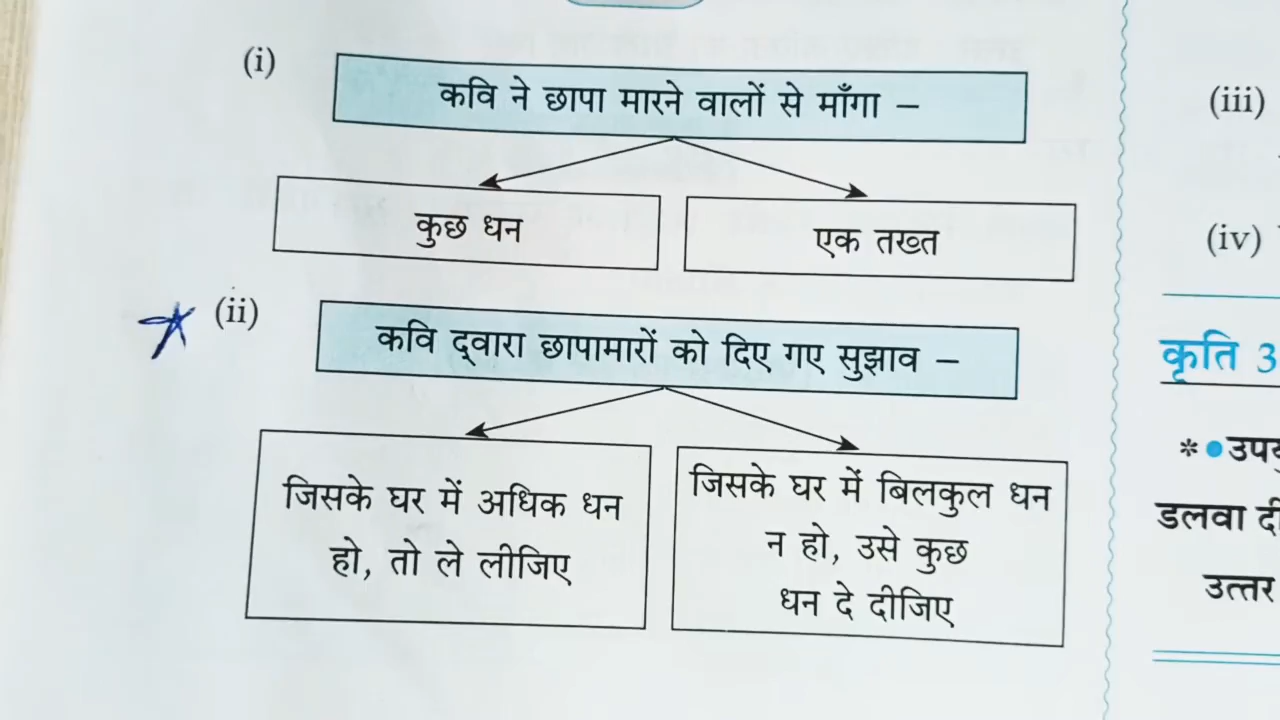 (i)
कवि ने छापा मारने वालों से माँगा –
कुछ धन
एक तख्त
(ii)
कवि द्‍वारा छापामारों को दिए गए सुझाव –
जिसके घर में अधिक धन
हो, तो ले लीजिए
जिसके घर में बिलकुल धन
न हो, उसे कुछ
धन दे दीजिए
(iii)
(iv)
कृति 3
* ●
डलवा
उत्तर